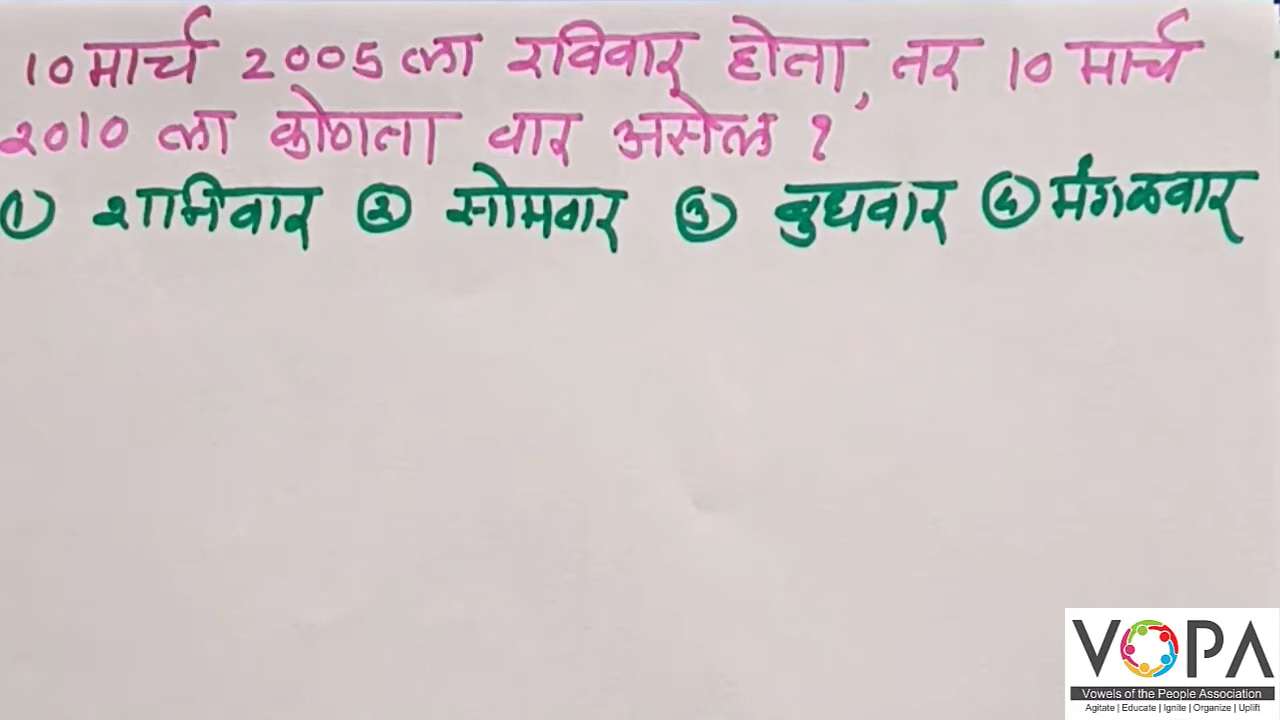 10 मार्च 2005 ला रविवार होता, तर 10 मार्च
2010 ला कोणता वार असेल ?
① शनिवार ② सोमवार ③ बुधवार ④ मंगळवार
VOPA
Vowels of the People Association
Agitate | Educate | Ignite | Organize | Uplift